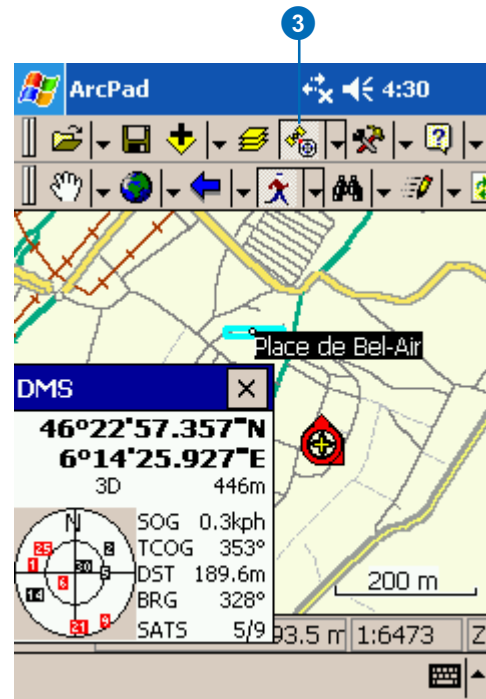 3
ArcPad 4:30
Place de Bel-Air
DMS
46°22'57.357"N
6°14'25.927"E
3D 446m
N
SOG 0.3kph
TCOG 353°
DST 189.6m
BRG 328°
SATS 5/9
25
2
1
30
6
14
21
200 m
93.5 m 1:6473 Z